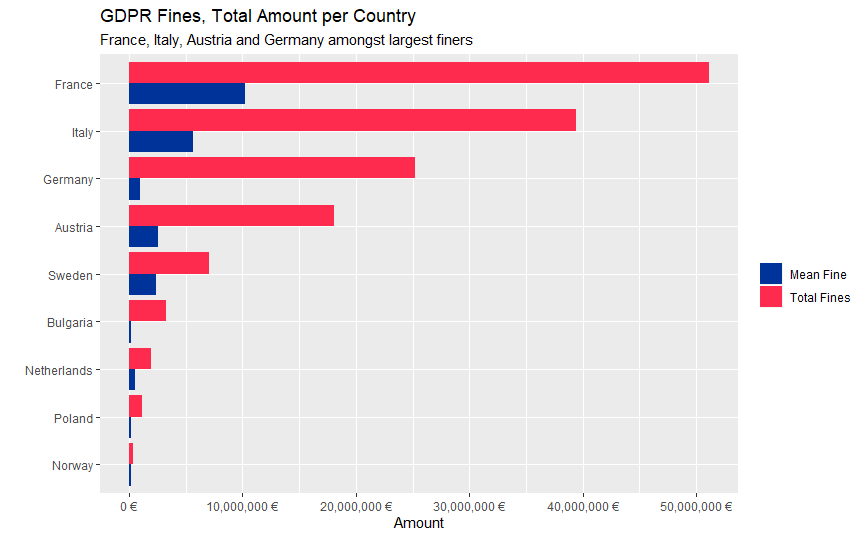 GDPR Fines, Total Amount per Country
France, Italy, Austria and Germany amongst largest finers
France
Italy
Germany
Austria
Sweden
Bulgaria
Netherlands
Poland
Norway
0 €
10,000,000 €
20,000,000 €
30,000,000 €
40,000,000 €
50,000,000 €
Amount
Mean Fine
Total Fines